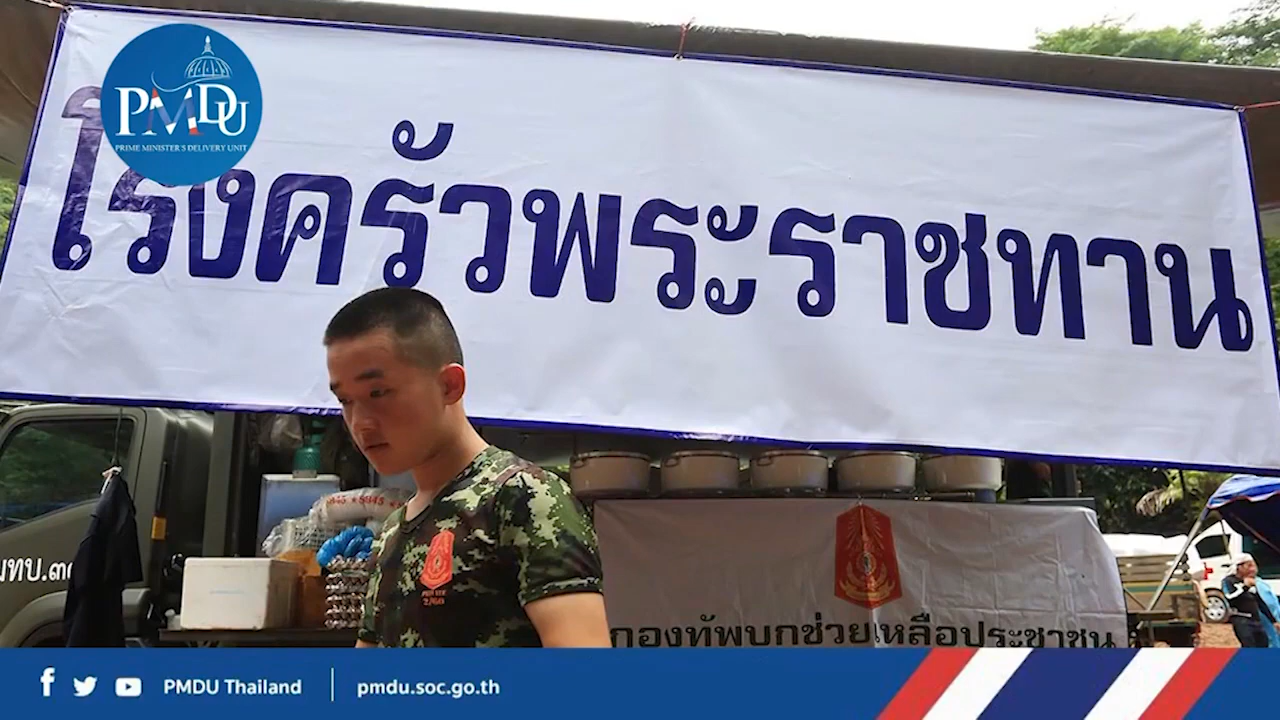 PMDU
PRIME MINISTER'S DELIVERY UNIT
โรงครัวพระราชทาน
กองทัพบกช่วยเหลือประชาชน
PMDU Thailand
pmdu.soc.go.th